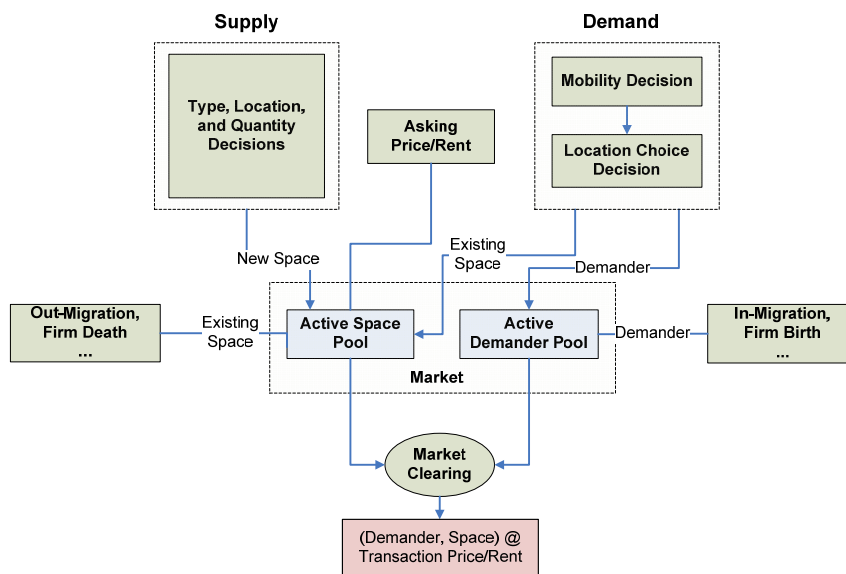 Supply
Demand
Type, Location,
and Quantity
Decisions
Asking
Price/Rent
Mobility Decision
Location Choice
Decision
New Space
Existing
Space
Demander
Out-Migration,
Firm Death
...
Existing
Space
Active Space
Pool
Active
Demander Pool
Demander
In-Migration,
Firm Birth
...
Market
Market
Clearing
(Demander, Space) @
Transaction Price/Rent